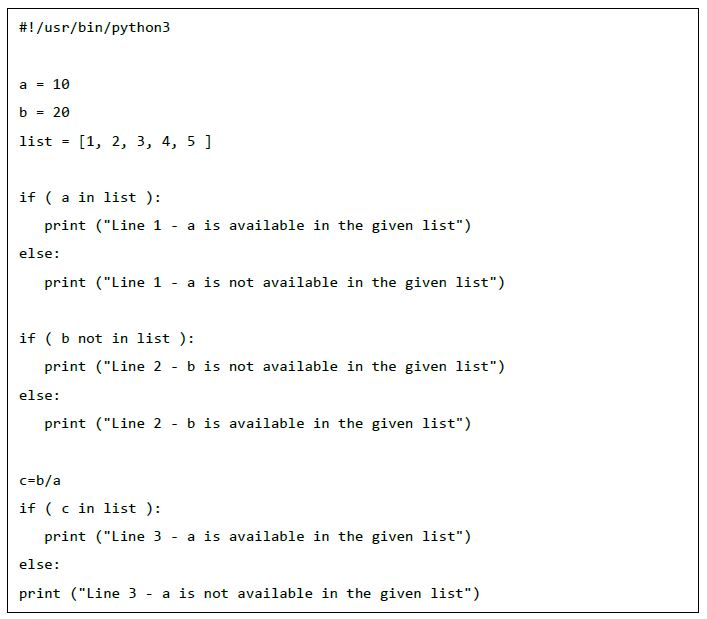 #!/usr/bin/python3
a = 10
b = 20
list = [1, 2, 3, 4, 5 ]
if ( a in list ):
   print ("Line 1 - a is available in the given list")
else:
   print ("Line 1 - a is not available in the given list")
if ( b not in list ):
   print ("Line 2 - b is not available in the given list")
else:
   print ("Line 2 - b is available in the given list")
c=b/a
if ( c in list ):
   print ("Line 3 - a is available in the given list")
else:
print ("Line 3 - a is not available in the given list")